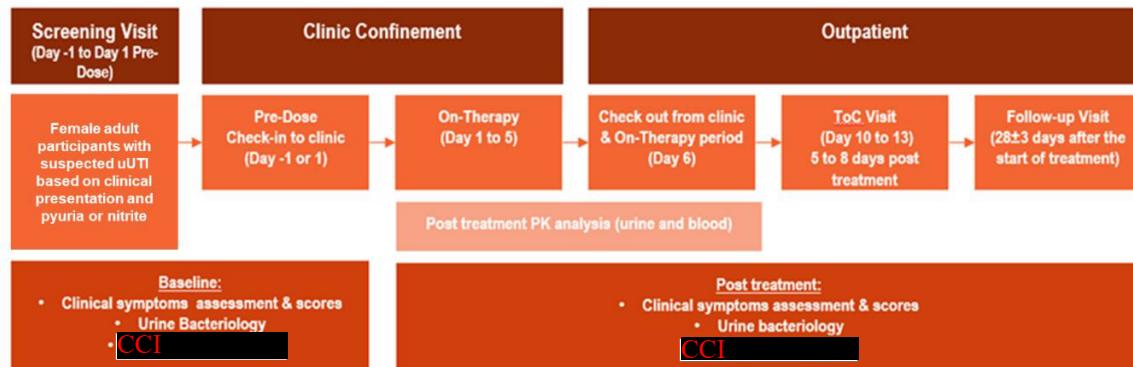 Screening Visit
(Day -1 to Day 1 Pre-
Dose)
Clinic Confinement
Outpatient
Female adult
participants with
suspected uUTI
based on clinical
presentation and
pyuria or nitrite
Pre-Dose
Check-in to clinic
(Day -1 or 1)
On-Therapy
(Day 1 to 5)
Check out from clinic
& On-Therapy period
(Day 6)
ToC Visit
(Day 10 to 13)
5 to 8 days post
treatment
Follow-up Visit
(28±3 days after the
start of treatment)
Post treatment PK analysis (urine and blood)
Baseline:
• Clinical symptoms assessment & scores
• Urine Bacteriology
• CCI
Post treatment:
• Clinical symptoms assessment & scores
• Urine bacteriology
CCI